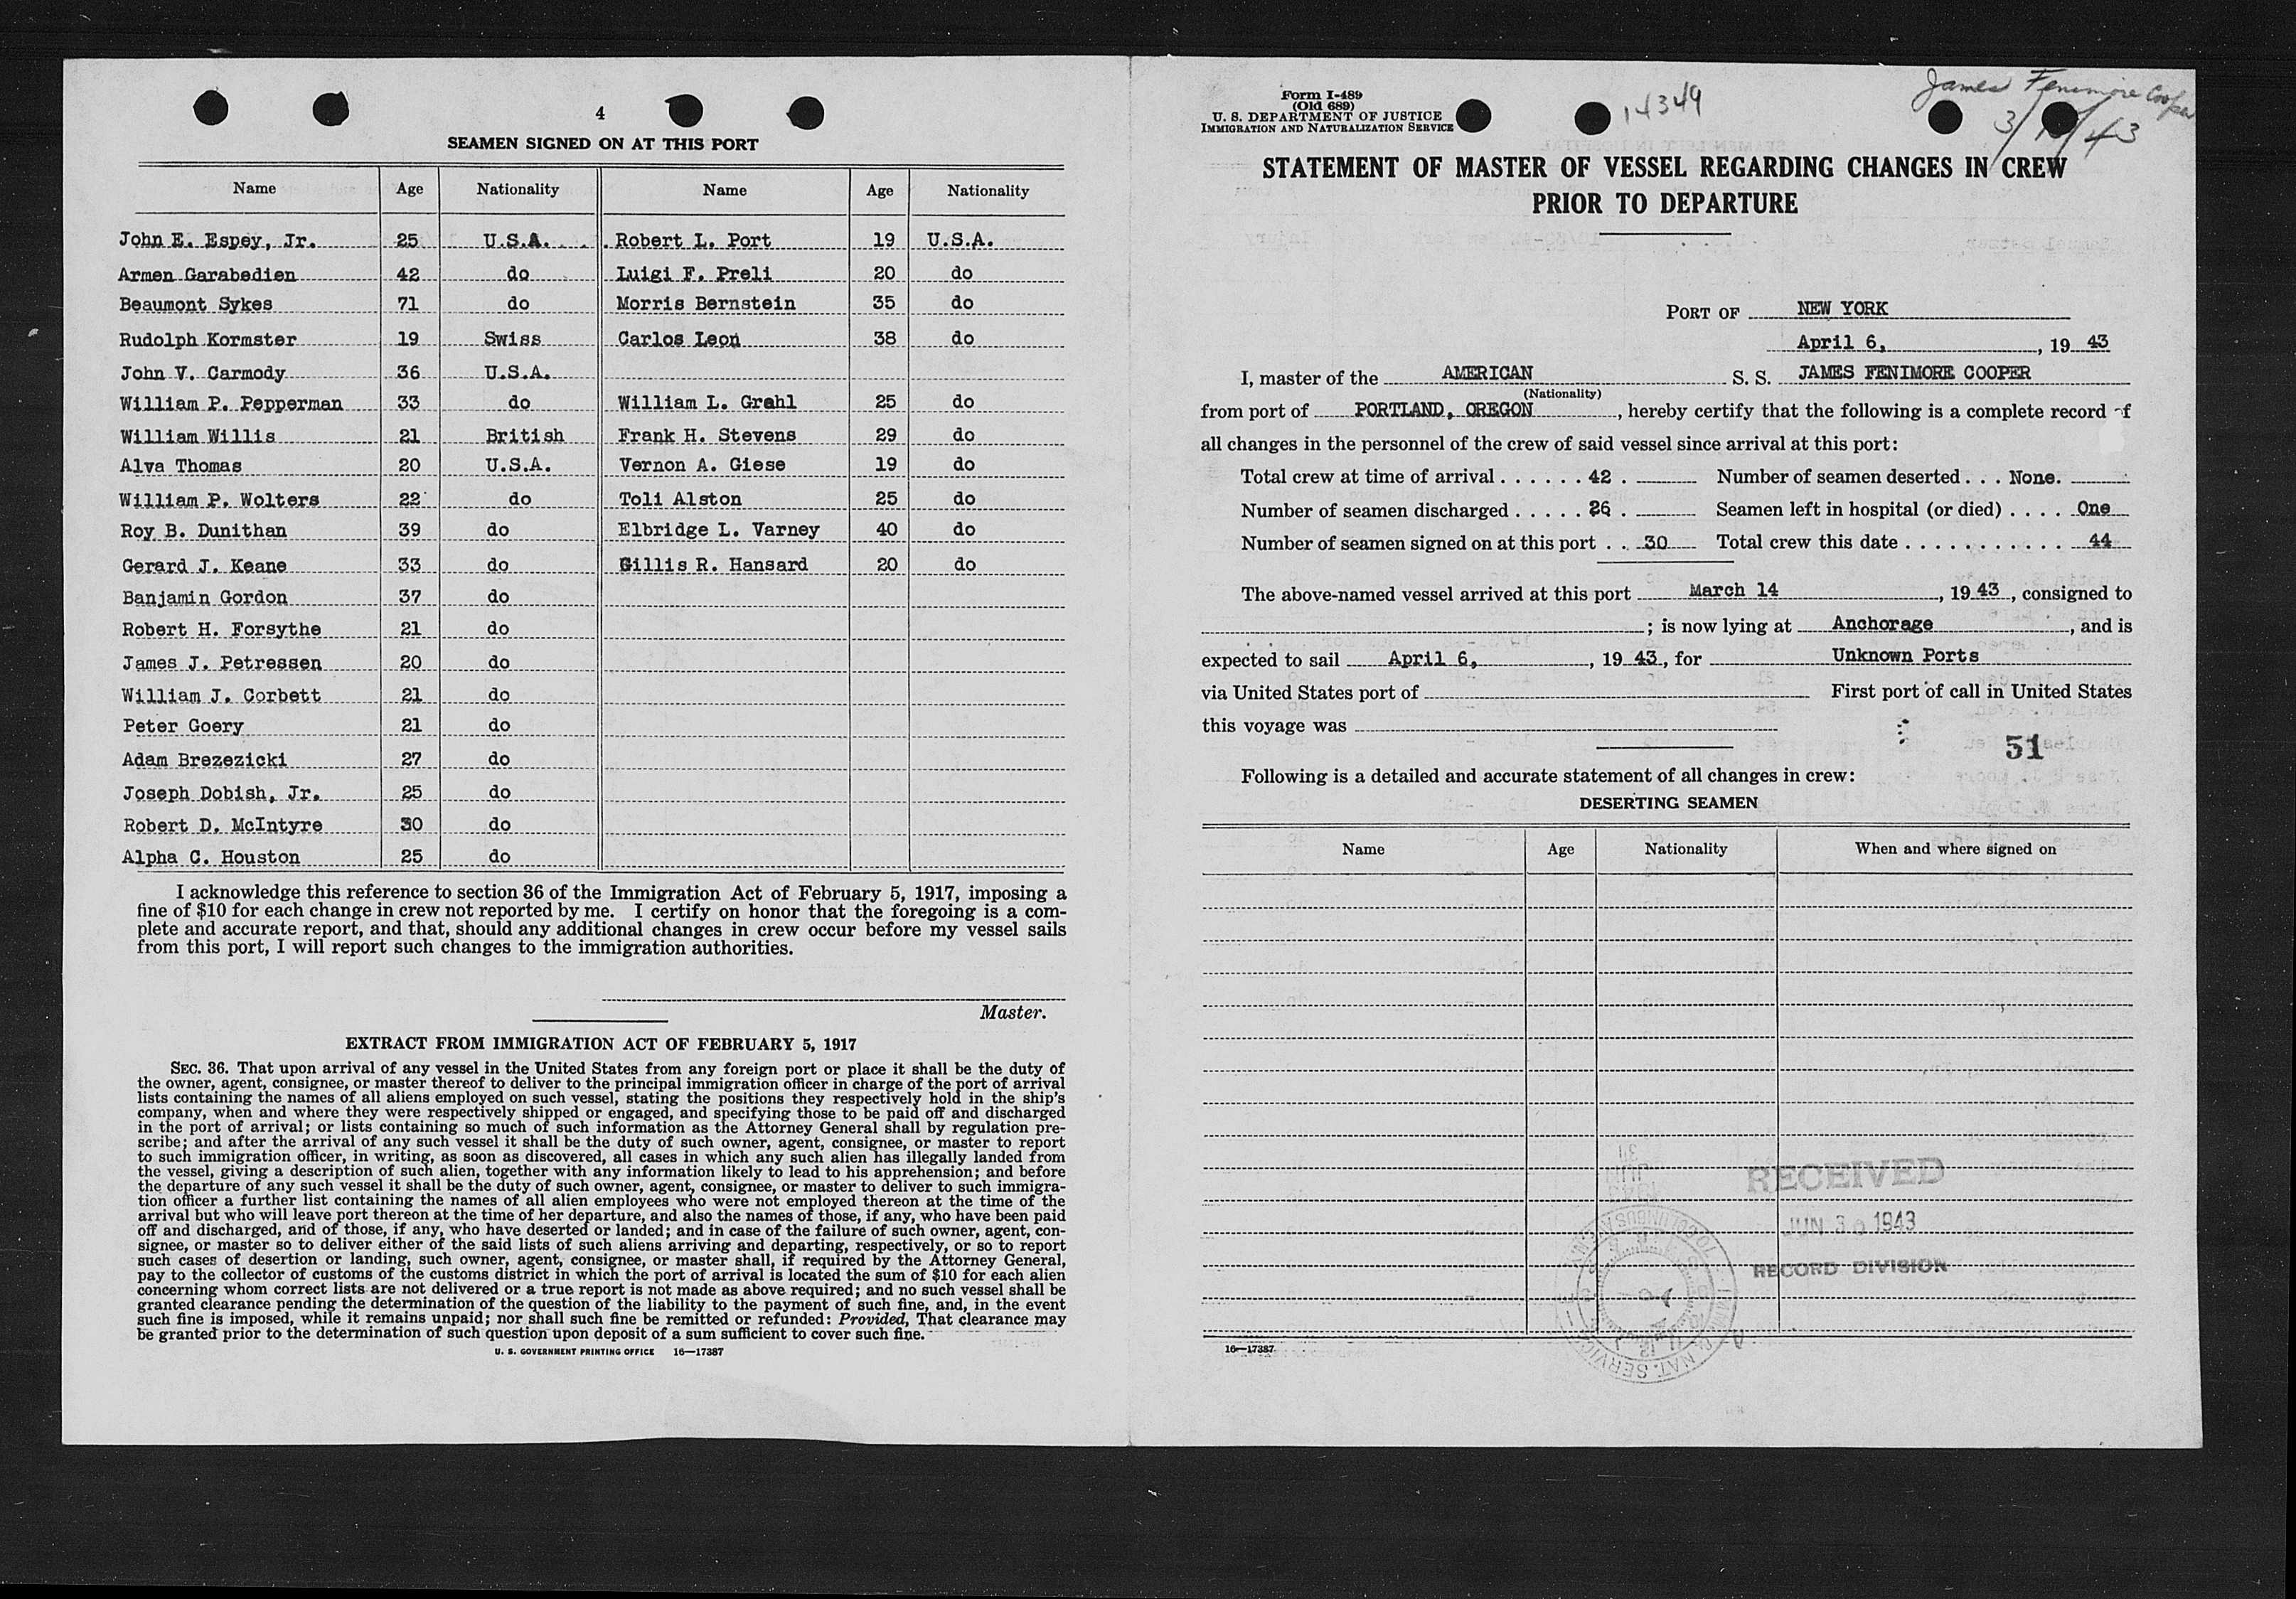 4
SEAMEN SIGNED ON AT THIS PORT
Name Age Nationality Name Age Nationality
John E. Espey, Jr. 25 U.S.A. Robert L. Port 19 U.S.A.
Armen Garabedien 42 do Luigi F. Preli 20 do
Beaumont Sykes 71 do Morris Bernstein 35 do
Rudolph Kormster 19 Swiss Carlos Leon 38 do
John V. Carmody 36 U.S.A.
William P. Pepperman 33 do William L. Grahl 25 do
William Willis 21 British Frank H. Stevens 29 do
Alva Thomas 20 U.S.A. Vernon A. Giese 19 do
William P. Wolters 22 do Toli Alston 25 do
Roy B. Dunithan 39 do Elbridge L. Varney 40 do
Gerard J. Keane 33 do Gillis R. Hansard 20 do
Banjamin Gordon 37 do
Robert H. Forsythe 21 do
James J. Petressen 20 do
William J. Corbett 21 do
Peter Goery 21 do
Adam Brezezicki 27 do
Joseph Dobish, Jr. 25 do
Robert D. McIntyre 30 do
Alpha C. Houston 25 do
I acknowledge this reference to section 36 of the Immigration Act of February 5, 1917, imposing a
fine of $10 for each change in crew not reported by me. I certify on honor that the foregoing is a com-
plete and accurate report, and that, should any additional changes in crew occur before my vessel sails
from this port, I will report such changes to the immigration authorities.
Master.
EXTRACT FROM IMMIGRATION ACT OF FEBRUARY 5, 1917
SEC. 36. That upon arrival of any vessel in the United States from any foreign port or place it shall be the duty of
the owner, agent, consignee, or master thereof to deliver to the principal immigration officer in charge of the port of arrival
lists containing the names of all aliens employed on such vessel, stating the positions they respectively hold in the ship's
company, when and where they were respectively shipped or engaged, and specifying those to be paid off and discharged
in the port of arrival; or lists containing so much of such information as the Attorney General shall by regulation pre-
scribe; and after the arrival of any such vessel it shall be the duty of such owner, agent, consignee, or master to report
to such immigration officer, in writing, as soon as discovered, all cases in which any such alien has illegally landed from
the vessel, giving a description of such alien, together with any information likely to lead to his apprehension; and before
the departure of any such vessel it shall be the duty of such owner, agent, consignee, or master to deliver to such immigra-
tion officer a further list containing the names of all alien employees who were not employed thereon at the time of the
arrival but who will leave port thereon at the time of her departure, and also the names of those, if any, who have been paid
off and discharged, and of those, if any, who have deserted or landed; and in case of the failure of such owner, agent, con-
signee, or master so to deliver either of the said lists of such aliens arriving and departing, respectively, or so to report
such cases of desertion or landing, such owner, agent, consignee, or master shall, if required by the Attorney General,
pay to the collector of customs of the customs district in which the port of arrival is located the sum of $10 for each alien
concerning whom correct lists are not delivered or a true report is not made as above required; and no such vessel shall be
granted clearance pending the determination of the question of the liability to the payment of such fine, and, in the event
such fine is imposed, while it remains unpaid; nor shall such fine be remitted or refunded: Provided, That clearance may
be granted prior to the determination of such question upon deposit of a sum sufficient to cover such fine.
U. S. GOVERNMENT PRINTING OFFICE 16—17387
Form I-489
(Old 689)
U. S. DEPARTMENT OF JUSTICE
IMMIGRATION AND NATURALIZATION SERVICE
14349
James Fenimore Cooper
STATEMENT OF MASTER OF VESSEL REGARDING CHANGES IN CREW
PRIOR TO DEPARTURE
PORT OF NEW YORK
April 6, 1943
I, master of the AMERICAN S. S. JAMES FENIMORE COOPER
(Nationality)
from port of PORTLAND, OREGON, hereby certify that the following is a complete record of
all changes in the personnel of the crew of said vessel since arrival at this port:
Total crew at time of arrival . . . . . . 42 . Number of seamen deserted . . . None.
Number of seamen discharged . . . . . 26 . Seamen left in hospital (or died) . . . . One
Number of seamen signed on at this port . . 30 Total crew this date . . . . . . . . . . . 44
The above-named vessel arrived at this port March 14, 1943, consigned to
; is now lying at Anchorage, and is
expected to sail April 6, , 1943, for Unknown Ports
via United States port of First port of call in United States
this voyage was
51
Following is a detailed and accurate statement of all changes in crew:
DESERTING SEAMEN
Name Age Nationality When and where signed on
RECEIVED
JUN 30 1943
RECORD DIVISION
16—17387